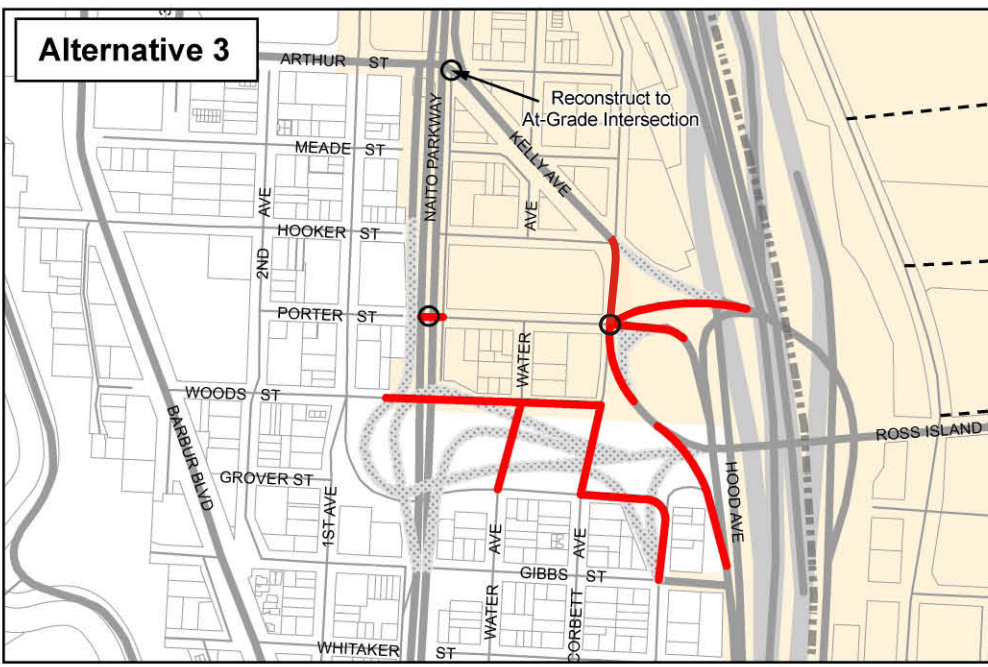 Alternative 3
ARTHUR ST
Reconstruct to
At-Grade Intersection
MEADE ST
NAITO PARKWAY
KELLY AVE
AVE
2ND
AVE
HOOKER ST
PORTER ST
WATER
WOODS ST
BARBUR BLVD
ROSS ISLAND
GROVER ST
1ST AVE
HOOD AVE
WATER AVE
CORBETT AVE
GIBBS ST
WHITAKER ST